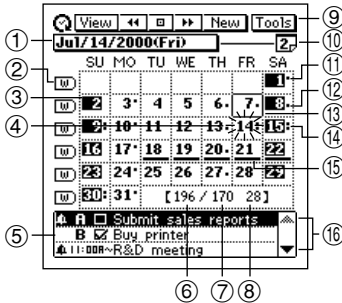 View ◀◀ ▶▶ New Tools ⑨
① Jul/14/2000(Fri) 2 ⑩
SU MO TU WE TH FR SA
② W 1· ⑪
③ W 2 3· 4 5 6· 7· 8· ⑫
⑬
④ W 9· 10· 11 12 13· 14 15· ⑭
W 16 17· 18 19 20· 21 22
⑮
W 23 24· 25 26 27· 28 29
W 30· 31· [196 / 170 28]
⑤ A Submit sales reports ⑯
B Buy printer
11:00A~R&D meeting
⑥ ⑦ ⑧